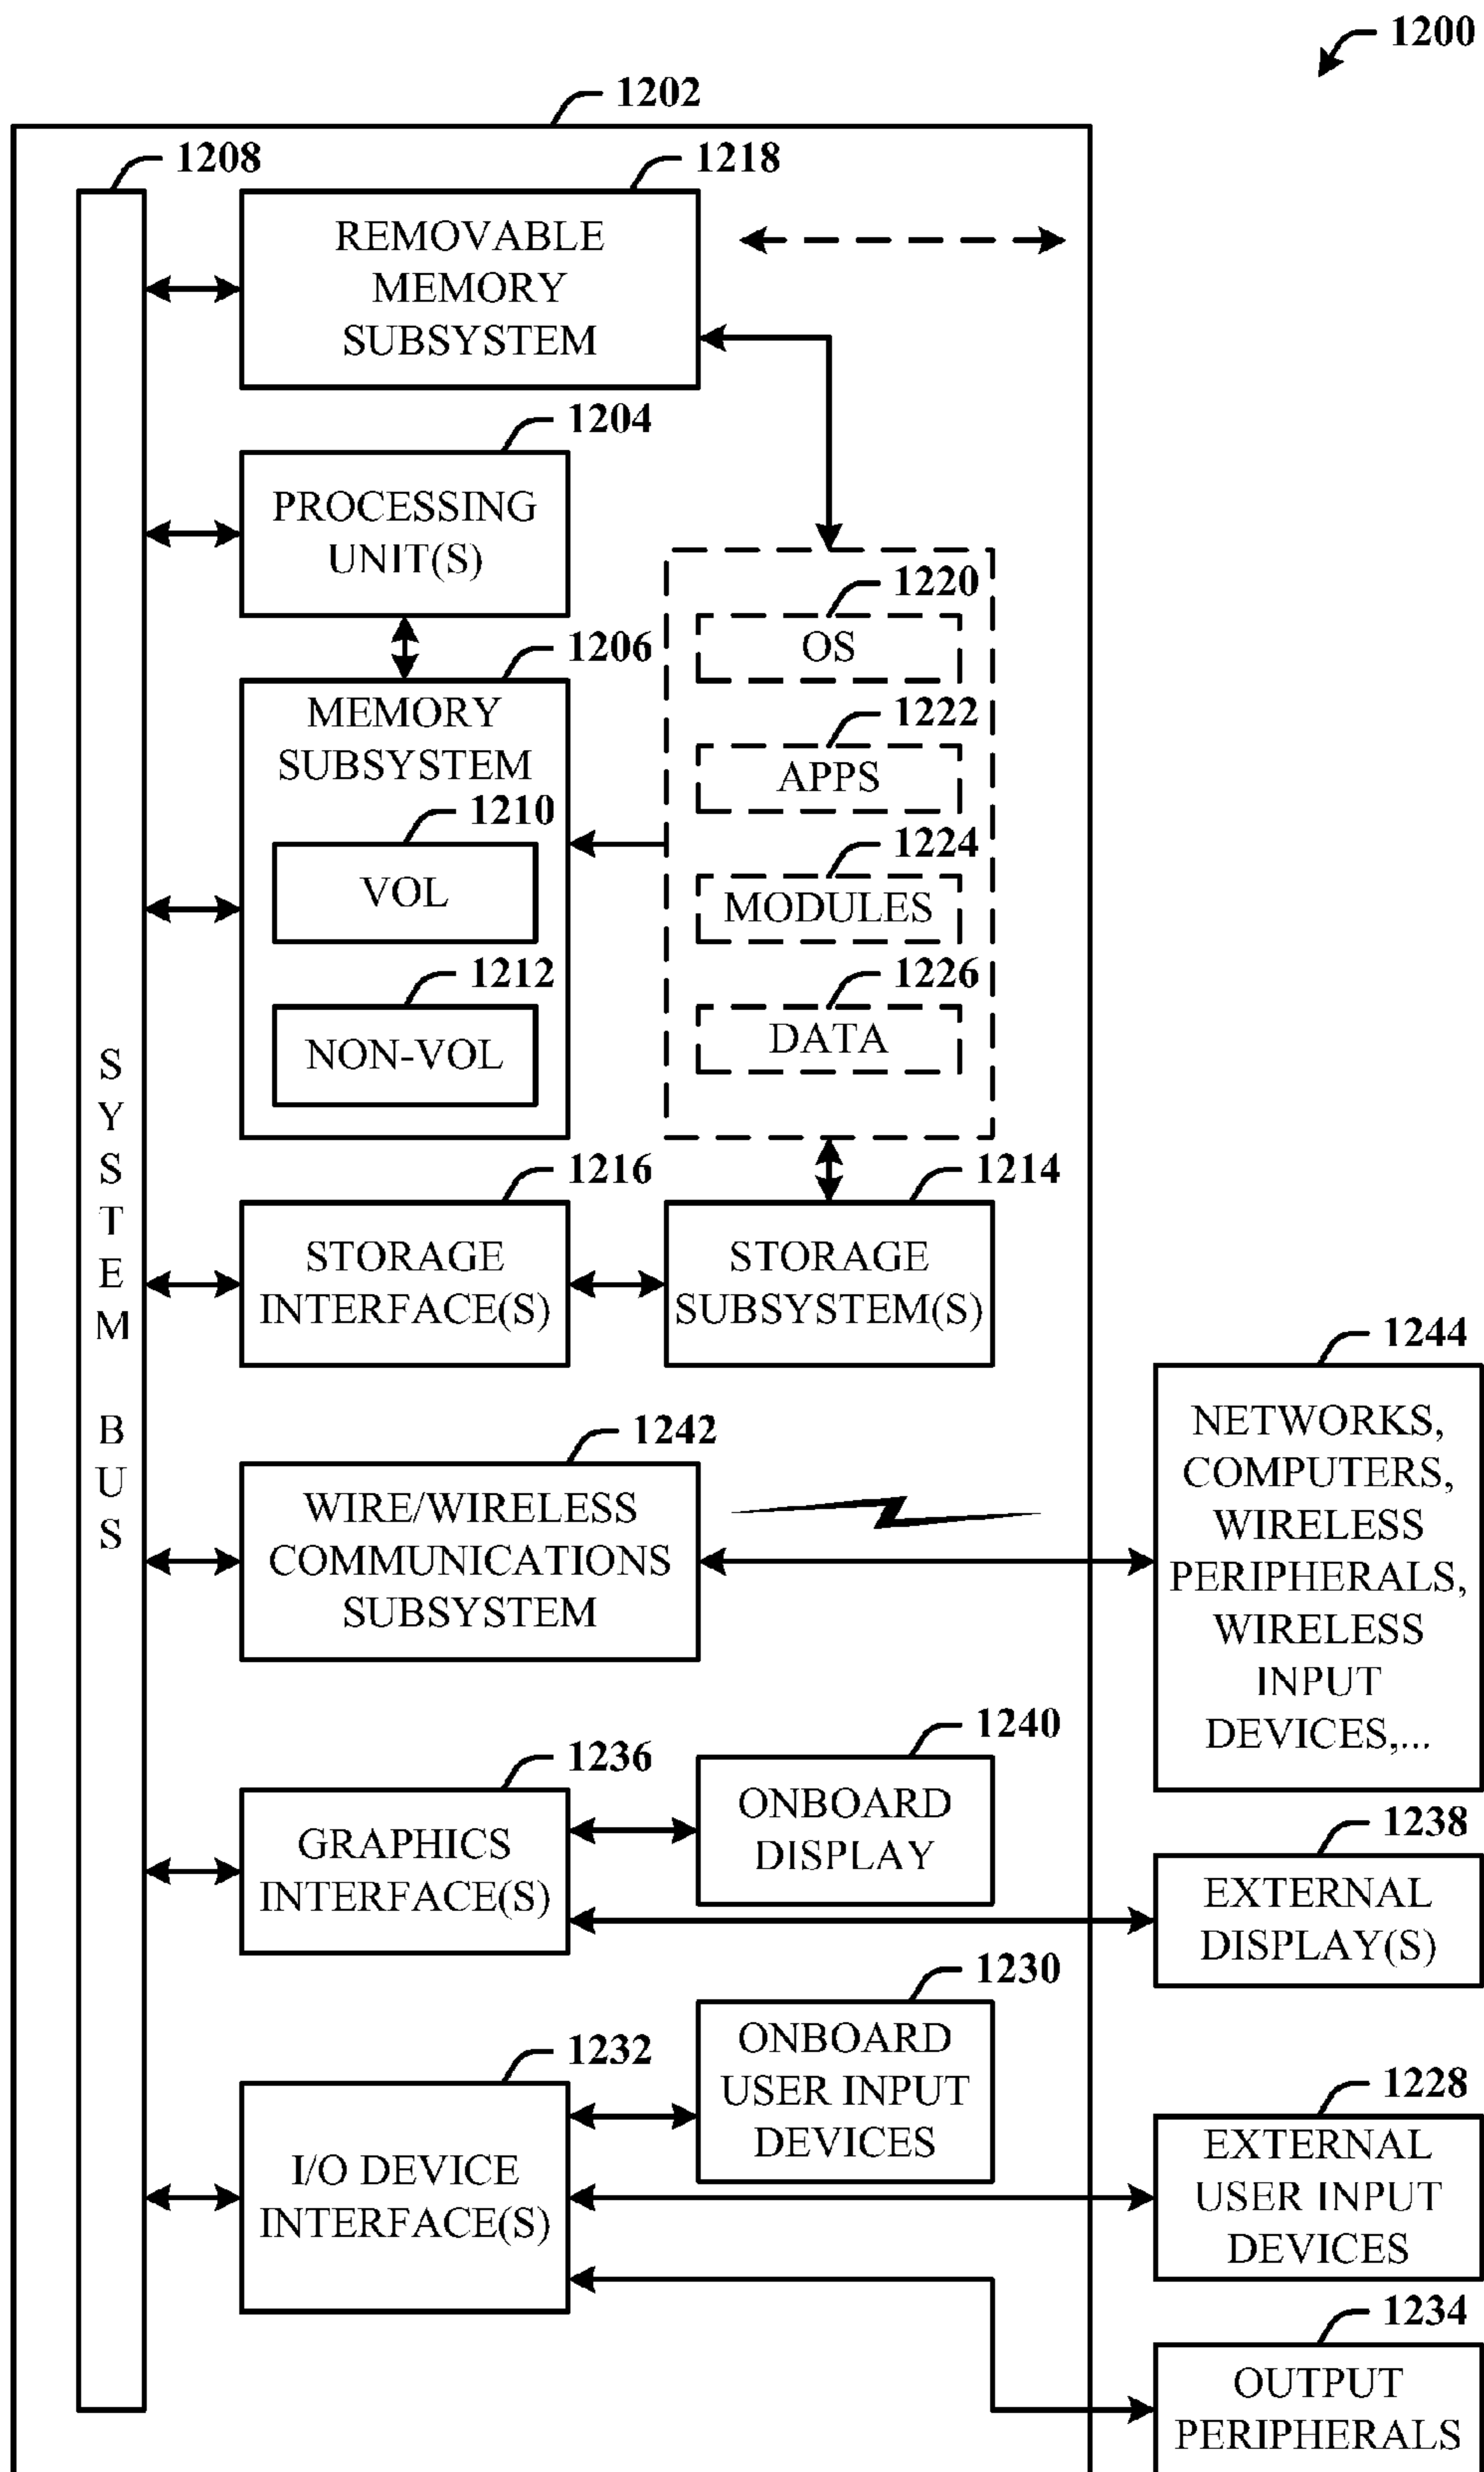 1200
1202
1208
1218
REMOVABLE
MEMORY
SUBSYSTEM
1204
PROCESSING
UNIT(S)
1220
OS
1206
MEMORY
SUBSYSTEM
1222
APPS
1210
VOL
1224
MODULES
1212
NON-VOL
1226
DATA
SYSTEM BUS
1216
STORAGE
INTERFACE(S)
1214
STORAGE
SUBSYSTEM(S)
1244
NETWORKS,
COMPUTERS,
WIRELESS
PERIPHERALS,
WIRELESS
INPUT
DEVICES,...
1242
WIRE/WIRELESS
COMMUNICATIONS
SUBSYSTEM
1240
ONBOARD
DISPLAY
1236
GRAPHICS
INTERFACE(S)
1238
EXTERNAL
DISPLAY(S)
1230
ONBOARD
USER INPUT
DEVICES
1232
I/O DEVICE
INTERFACE(S)
1228
EXTERNAL
USER INPUT
DEVICES
1234
OUTPUT
PERIPHERALS